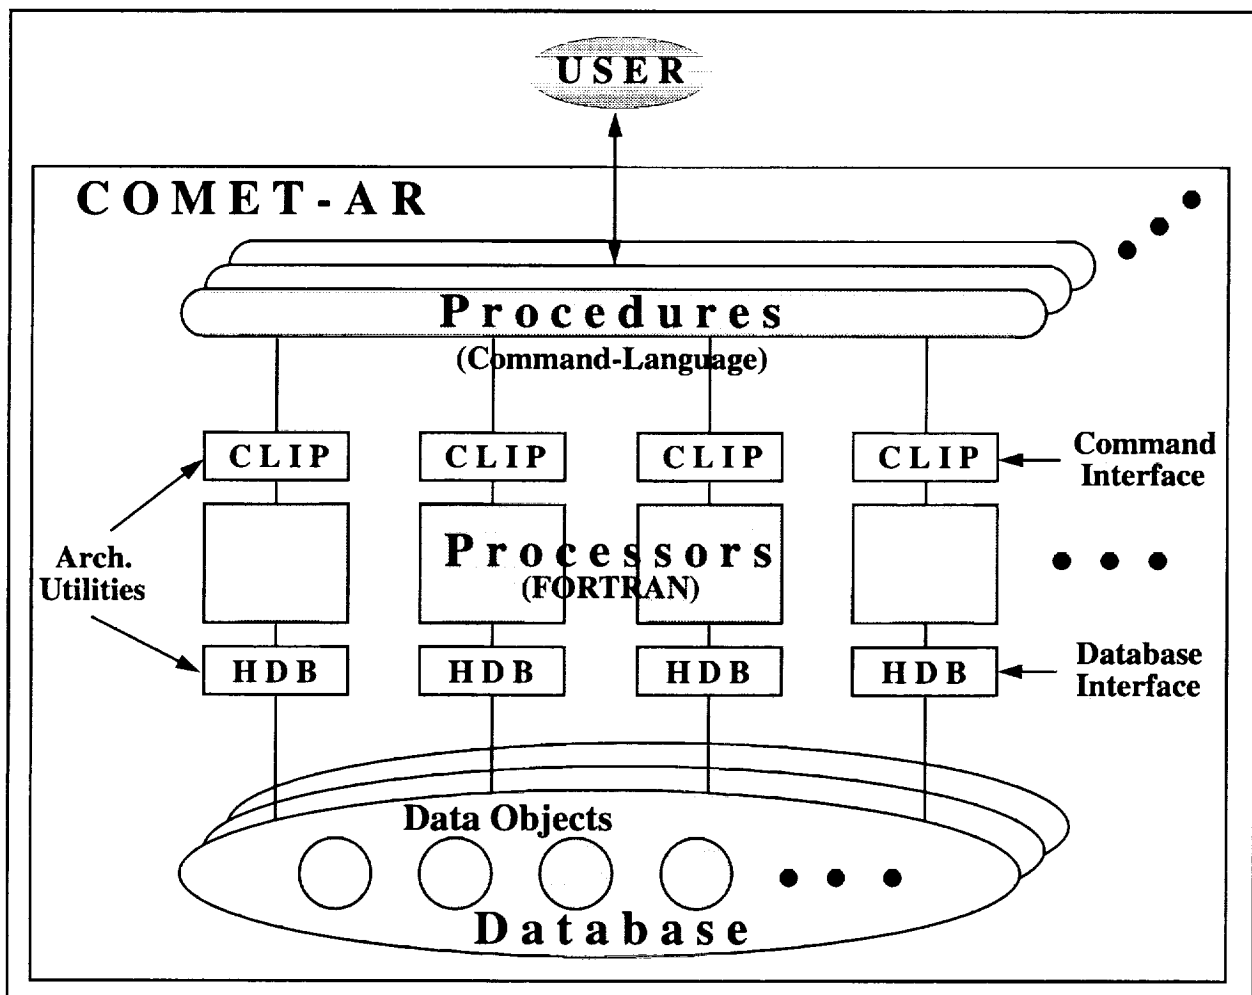 USER
COMET-AR
Procedures
(Command-Language)
CLIP CLIP CLIP CLIP
Command
Interface
Arch.
Utilities
Processors
(FORTRAN)
HDB HDB HDB HDB
Database
Interface
Data Objects
Database